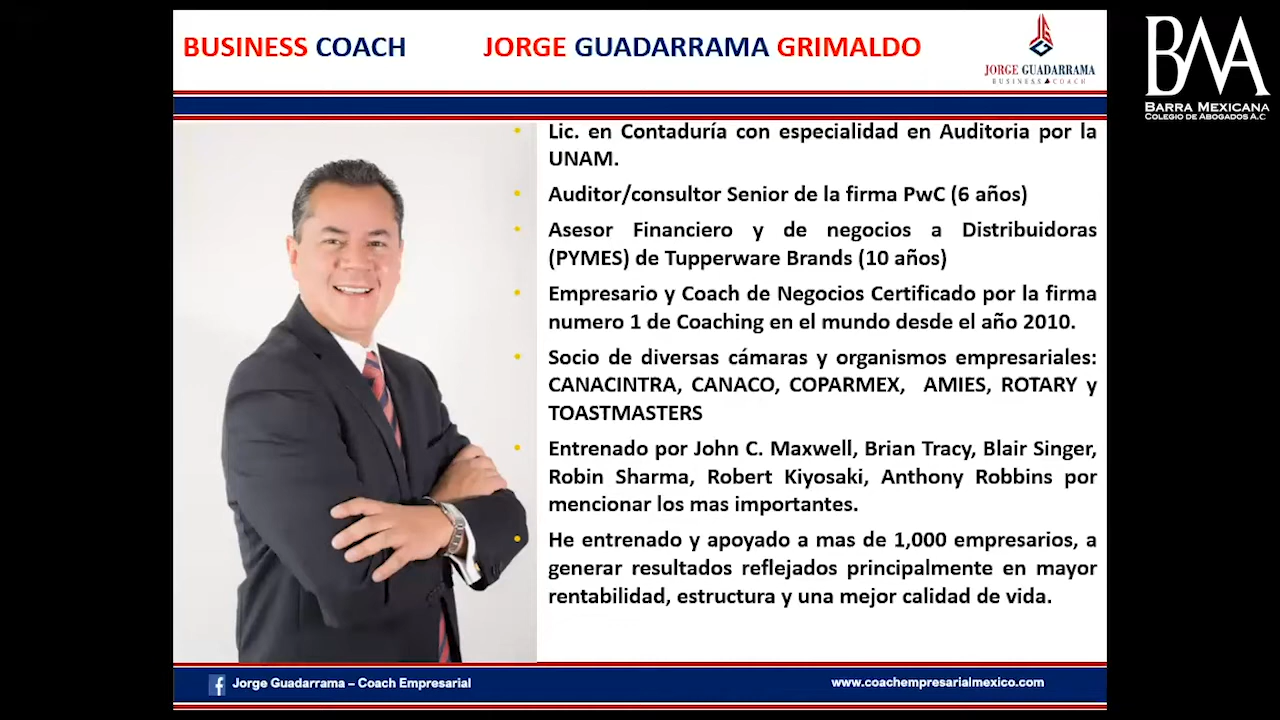 BUSINESS COACH JORGE GUADARRAMA GRIMALDO
JORGE GUADARRAMA
BUSINESS COACH
BMA
BARRA MEXICANA
COLEGIO DE ABOGADOS A.C
Lic. en Contaduría con especialidad en Auditoria por la
UNAM.
Auditor/consultor Senior de la firma PwC (6 años)
Asesor Financiero y de negocios a Distribuidoras
(PYMES) de Tupperware Brands (10 años)
Empresario y Coach de Negocios Certificado por la firma
numero 1 de Coaching en el mundo desde el año 2010.
Socio de diversas cámaras y organismos empresariales:
CANACINTRA, CANACO, COPARMEX, AMIES, ROTARY y
TOASTMASTERS
Entrenado por John C. Maxwell, Brian Tracy, Blair Singer,
Robin Sharma, Robert Kiyosaki, Anthony Robbins por
mencionar los mas importantes.
He entrenado y apoyado a mas de 1,000 empresarios, a
generar resultados reflejados principalmente en mayor
rentabilidad, estructura y una mejor calidad de vida.
f Jorge Guadarrama – Coach Empresarial
www.coachempresarialmexico.com